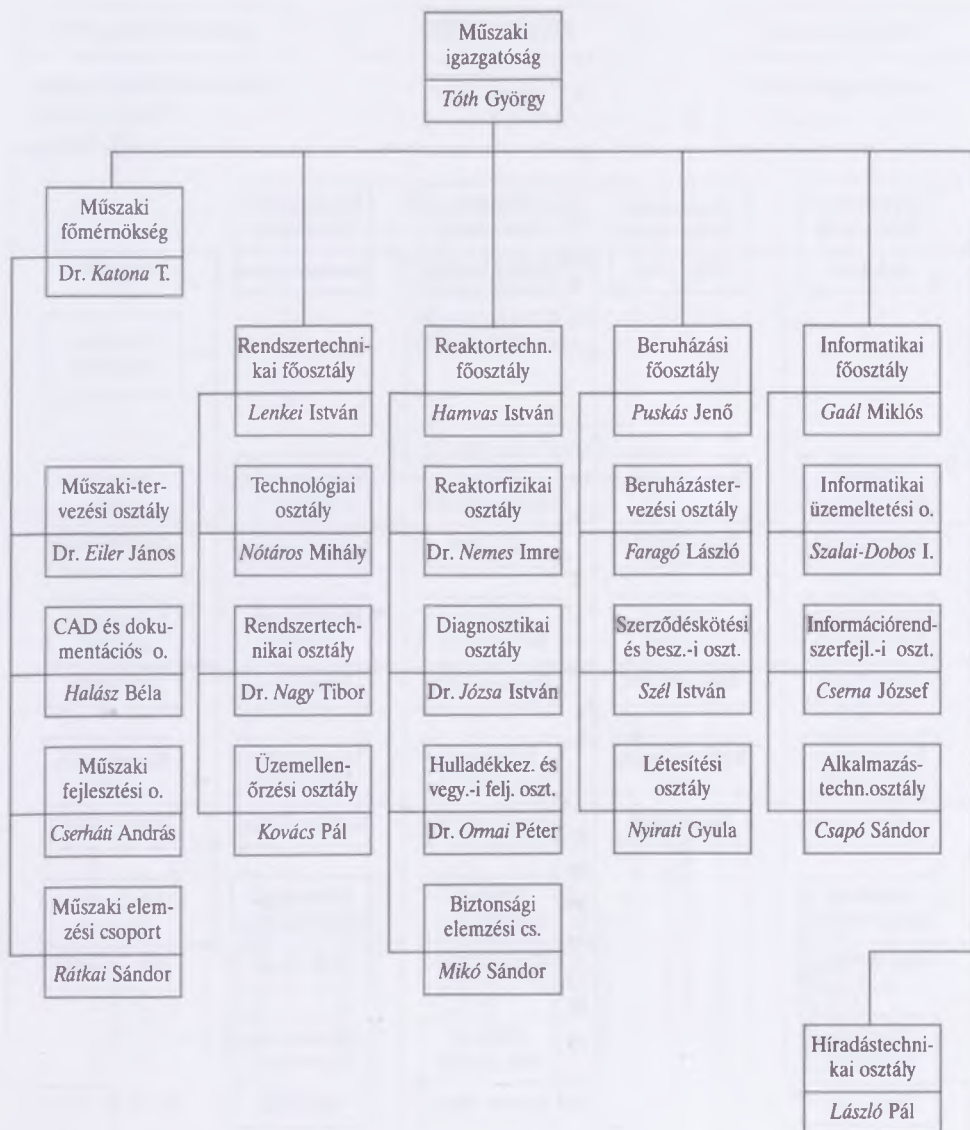 Műszaki
igazgatóság
Tóth György
Műszaki
főmérnökség
Dr. Katona T.
Rendszertechni-
kai főosztály
Lenkei István
Reaktortechn.
főosztály
Hamvas István
Beruházási
főosztály
Puskás Jenő
Informatikai
főosztály
Gaál Miklós
Műszaki-ter-
vezési osztály
Dr. Eiler János
Technológiai
osztály
Nótáros Mihály
Reaktorfizikai
osztály
Dr. Nemes Imre
Beruházáster-
vezési osztály
Faragó László
Informatikai
üzemeltetési o.
Szalai-Dobos I.
CAD és doku-
mentációs o.
Halász Béla
Rendszertech-
nikai osztály
Dr. Nagy Tibor
Diagnosztikai
osztály
Dr. Józsa István
Szerződéskötési
és besz.-i oszt.
Szél István
Információrend-
szerfejl.-i oszt.
Cserna József
Műszaki
fejlesztési o.
Cserháti András
Üzemellen-
őrzési osztály
Kovács Pál
Hulladékkez. és
vegy.-i felj. oszt.
Dr. Ormai Péter
Létesítési
osztály
Nyirati Gyula
Alkalmazás-
techn.osztály
Csapó Sándor
Műszaki elem-
zési csoport
Rátkai Sándor
Biztonsági
elemzési cs.
Mikó Sándor
Híradástechni-
kai osztály
László Pál